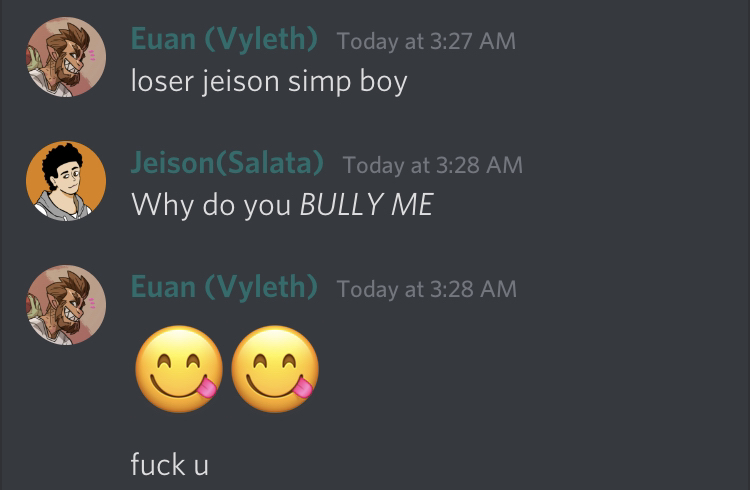 Euan (Vyleth) Today at 3:27 AM
loser jeison simp boy
Jeison(Salata) Today at 3:28 AM
Why do you BULLY ME
Euan (Vyleth) Today at 3:28 AM
😋😋
fuck u